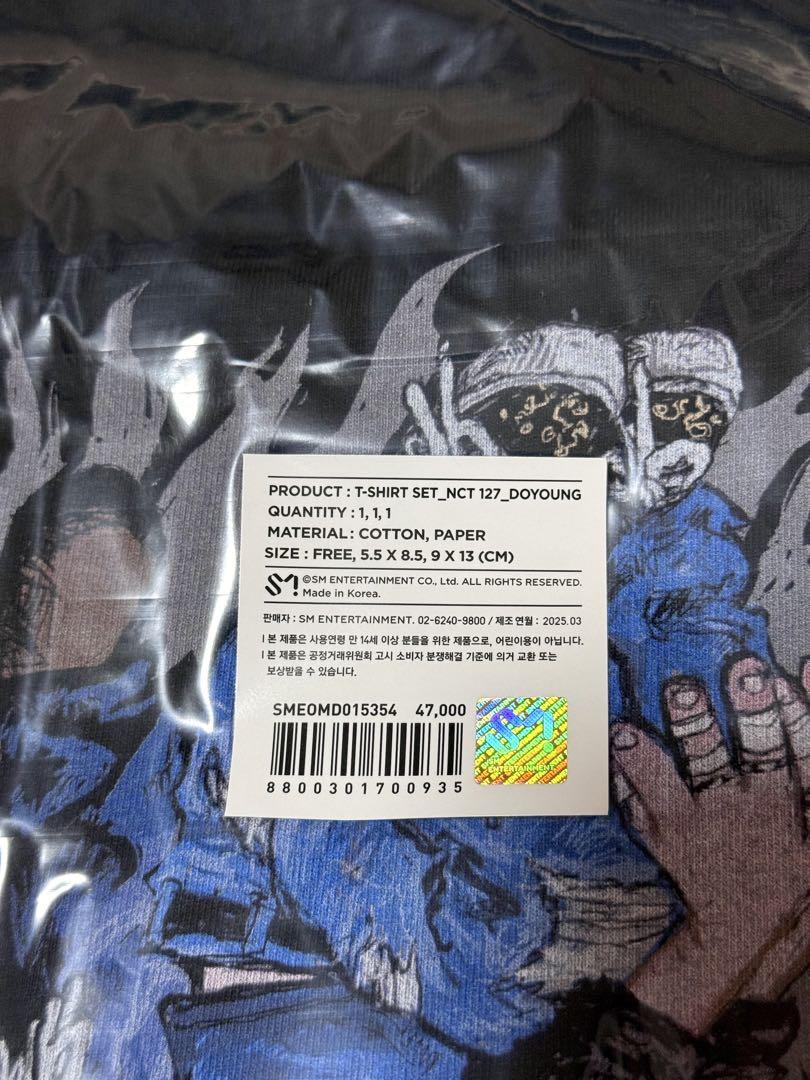 PRODUCT : T-SHIRT SET_NCT 127_DOYOUNG
QUANTITY : 1, 1, 1
MATERIAL : COTTON, PAPER
SIZE : FREE, 5.5 X 8.5, 9 X 13 (CM)
SM! ©SM ENTERTAINMENT CO., Ltd. ALL RIGHTS RESERVED.
Made in Korea.
판매자 : SM ENTERTAINMENT. 02-6240-9800 / 제조 연월 : 2025.03
I 본 제품은 사용연령 만 14세 이상 분들을 위한 제품으로, 어린이용이 아닙니다.
I 본 제품은 공정거래위원회 고시 소비자 분쟁해결 기준에 의거 교환 또는
보상받을 수 있습니다.
SMEOMD015354 47,000
8800301700935
SM!
SM
ENTERTAINMENT